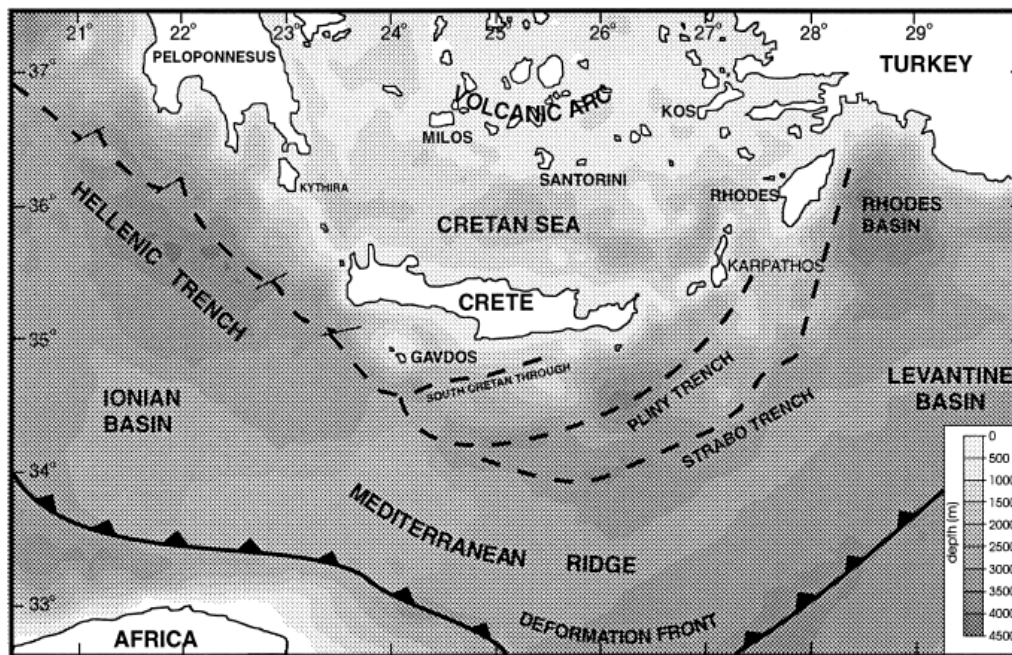 21° 22° 23° 24° 25° 26° 27° 28° 29°
37°
PELOPONNESUS
TURKEY
VOLCANIC ARC
KOS
MILOS
SANTORINI
KYTHIRA
RHODES
36°
HELLENIC TRENCH
CRETAN SEA
RHODES
BASIN
KARPATHOS
CRETE
35°
GAVDOS
SOUTH CRETAN THROUGH
PLINY TRENCH
STRABO TRENCH
LEVANTINE
BASIN
IONIAN
BASIN
34°
MEDITERRANEAN RIDGE
33°
DEFORMATION FRONT
AFRICA
depth (m)
0
500
1000
1500
2000
2500
3000
3500
4000
4500